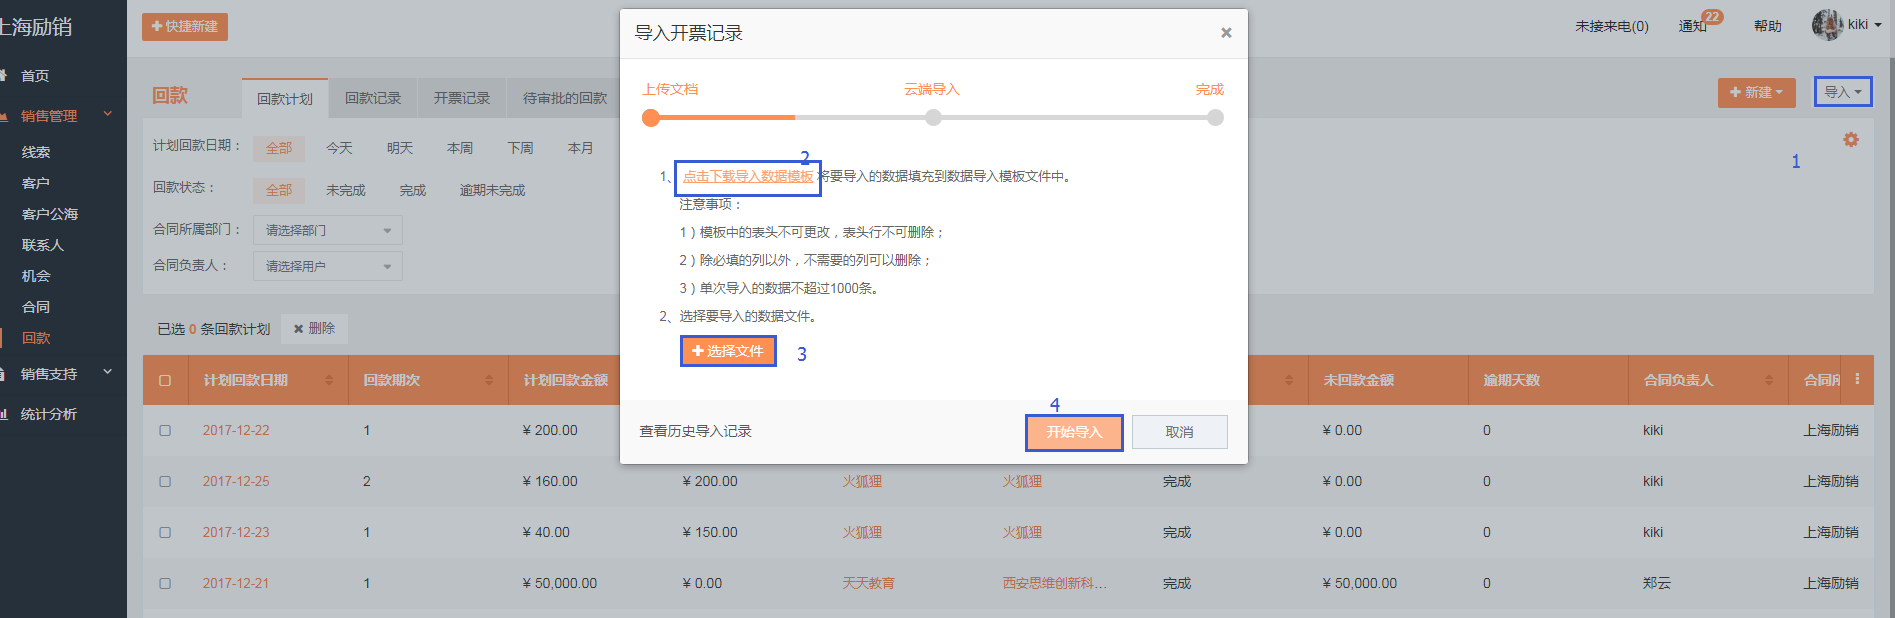 上海励销
快捷新建
未接来电(0)
通知 22
帮助
kiki
首页
销售管理
线索
客户
客户公海
联系人
机会
合同
回款
销售支持
统计分析
回款
回款计划
回款记录
开票记录
待审批的回款
新建
导入
1
计划回款日期：
全部 今天 明天 本周 下周 本月
回款状态：
全部 未完成 完成 逾期未完成
合同所属部门：
请选择部门
合同负责人：
请选择用户
已选 0 条回款计划
删除
导入开票记录
×
上传文档 云端导入 完成
2
1、点击下载导入数据模板 将要导入的数据填充到数据导入模板文件中。
注意事项：
1）模板中的表头不可更改，表头行不可删除；
2）除必填的列以外，不需要的列可以删除；
3）单次导入的数据不超过1000条。
2、选择要导入的数据文件。
选择文件
3
查看历史导入记录
4
开始导入
取消
计划回款日期 回款期次 计划回款金额 未回款金额 逾期天数 合同负责人 合同所
2017-12-22 1 ¥ 200.00 ¥ 0.00 0 kiki 上海励销
2017-12-25 2 ¥ 160.00 ¥ 200.00 火狐狸 火狐狸 完成 ¥ 0.00 0 kiki 上海励销
2017-12-23 1 ¥ 40.00 ¥ 150.00 火狐狸 火狐狸 完成 ¥ 0.00 0 kiki 上海励销
2017-12-21 1 ¥ 50,000.00 ¥ 0.00 天天教育 西安思维创新科... 完成 ¥ 50,000.00 0 郑云 上海励销